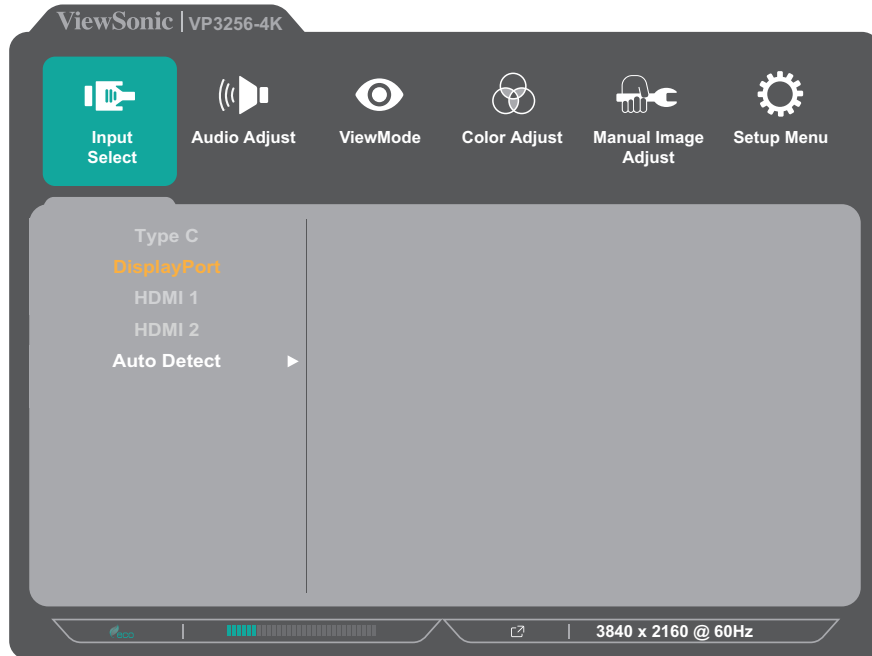 ViewSonic | VP3256-4K
Input
Select
Audio Adjust
ViewMode
Color Adjust
Manual Image
Adjust
Setup Menu
Type C
DisplayPort
HDMI 1
HDMI 2
Auto Detect ►
eco | 3840 x 2160 @ 60Hz